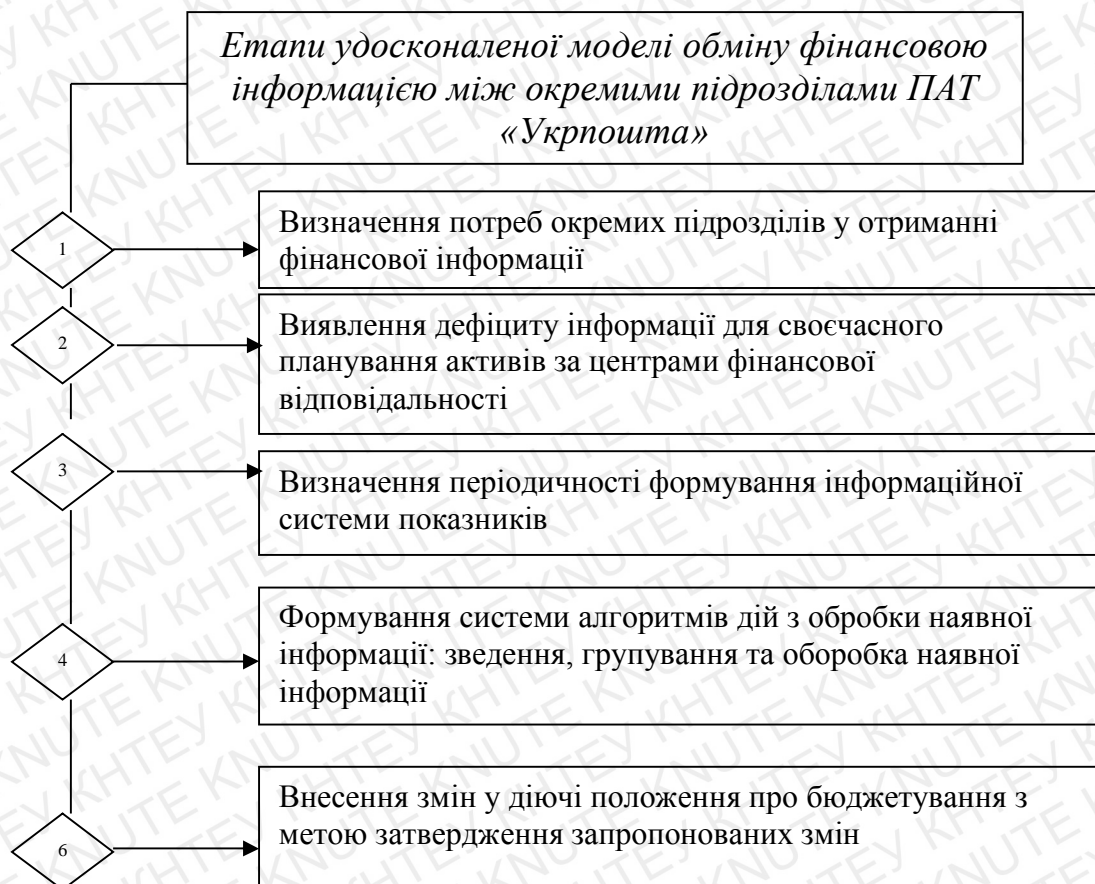 Етапи удосконаленої моделі обміну фінансовою
інформацією між окремими підрозділами ПАТ
«Укрпошта»
1
Визначення потреб окремих підрозділів у отриманні
фінансової інформації
2
Виявлення дефіциту інформації для своєчасного
планування активів за центрами фінансової
відповідальності
3
Визначення періодичності формування інформаційної
системи показників
4
Формування системи алгоритмів дій з обробки наявної
інформації: зведення, групування та оборобка наявної
інформації
6
Внесення змін у діючі положення про бюджетування з
метою затвердження запропонованих змін